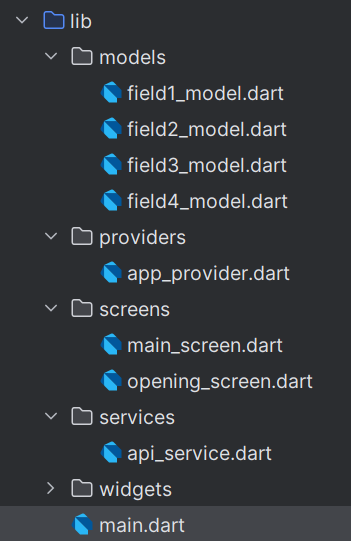 lib
models
field1_model.dart
field2_model.dart
field3_model.dart
field4_model.dart
providers
app_provider.dart
screens
main_screen.dart
opening_screen.dart
services
api_service.dart
widgets
main.dart